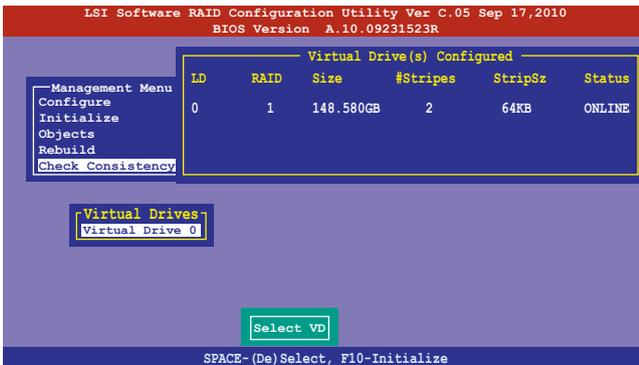 LSI Software RAID Configuration Utility Ver C.05 Sep 17,2010
BIOS Version A.10.09231523R
Virtual Drive(s) Configured
LD RAID Size #Stripes StripSz Status
0 1 148.580GB 2 64KB ONLINE
Management Menu
Configure
Initialize
Objects
Rebuild
Check Consistency
Virtual Drives
Virtual Drive 0
Select VD
SPACE-(De)Select, F10-Initialize